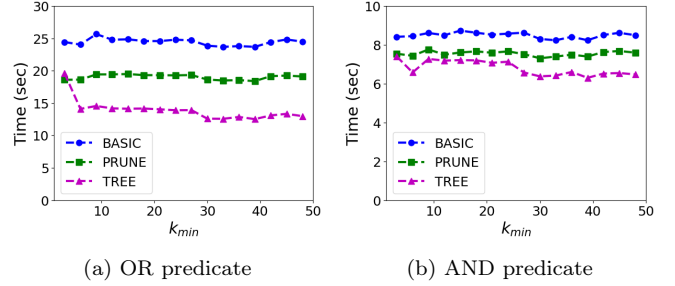 30
25
20
15
10
5
0
Time (sec)
BASIC
PRUNE
TREE
10 20 30 40 50
k_min
(a) OR predicate
10
8
6
4
2
0
Time (sec)
BASIC
PRUNE
TREE
10 20 30 40 50
k_min
(b) AND predicate